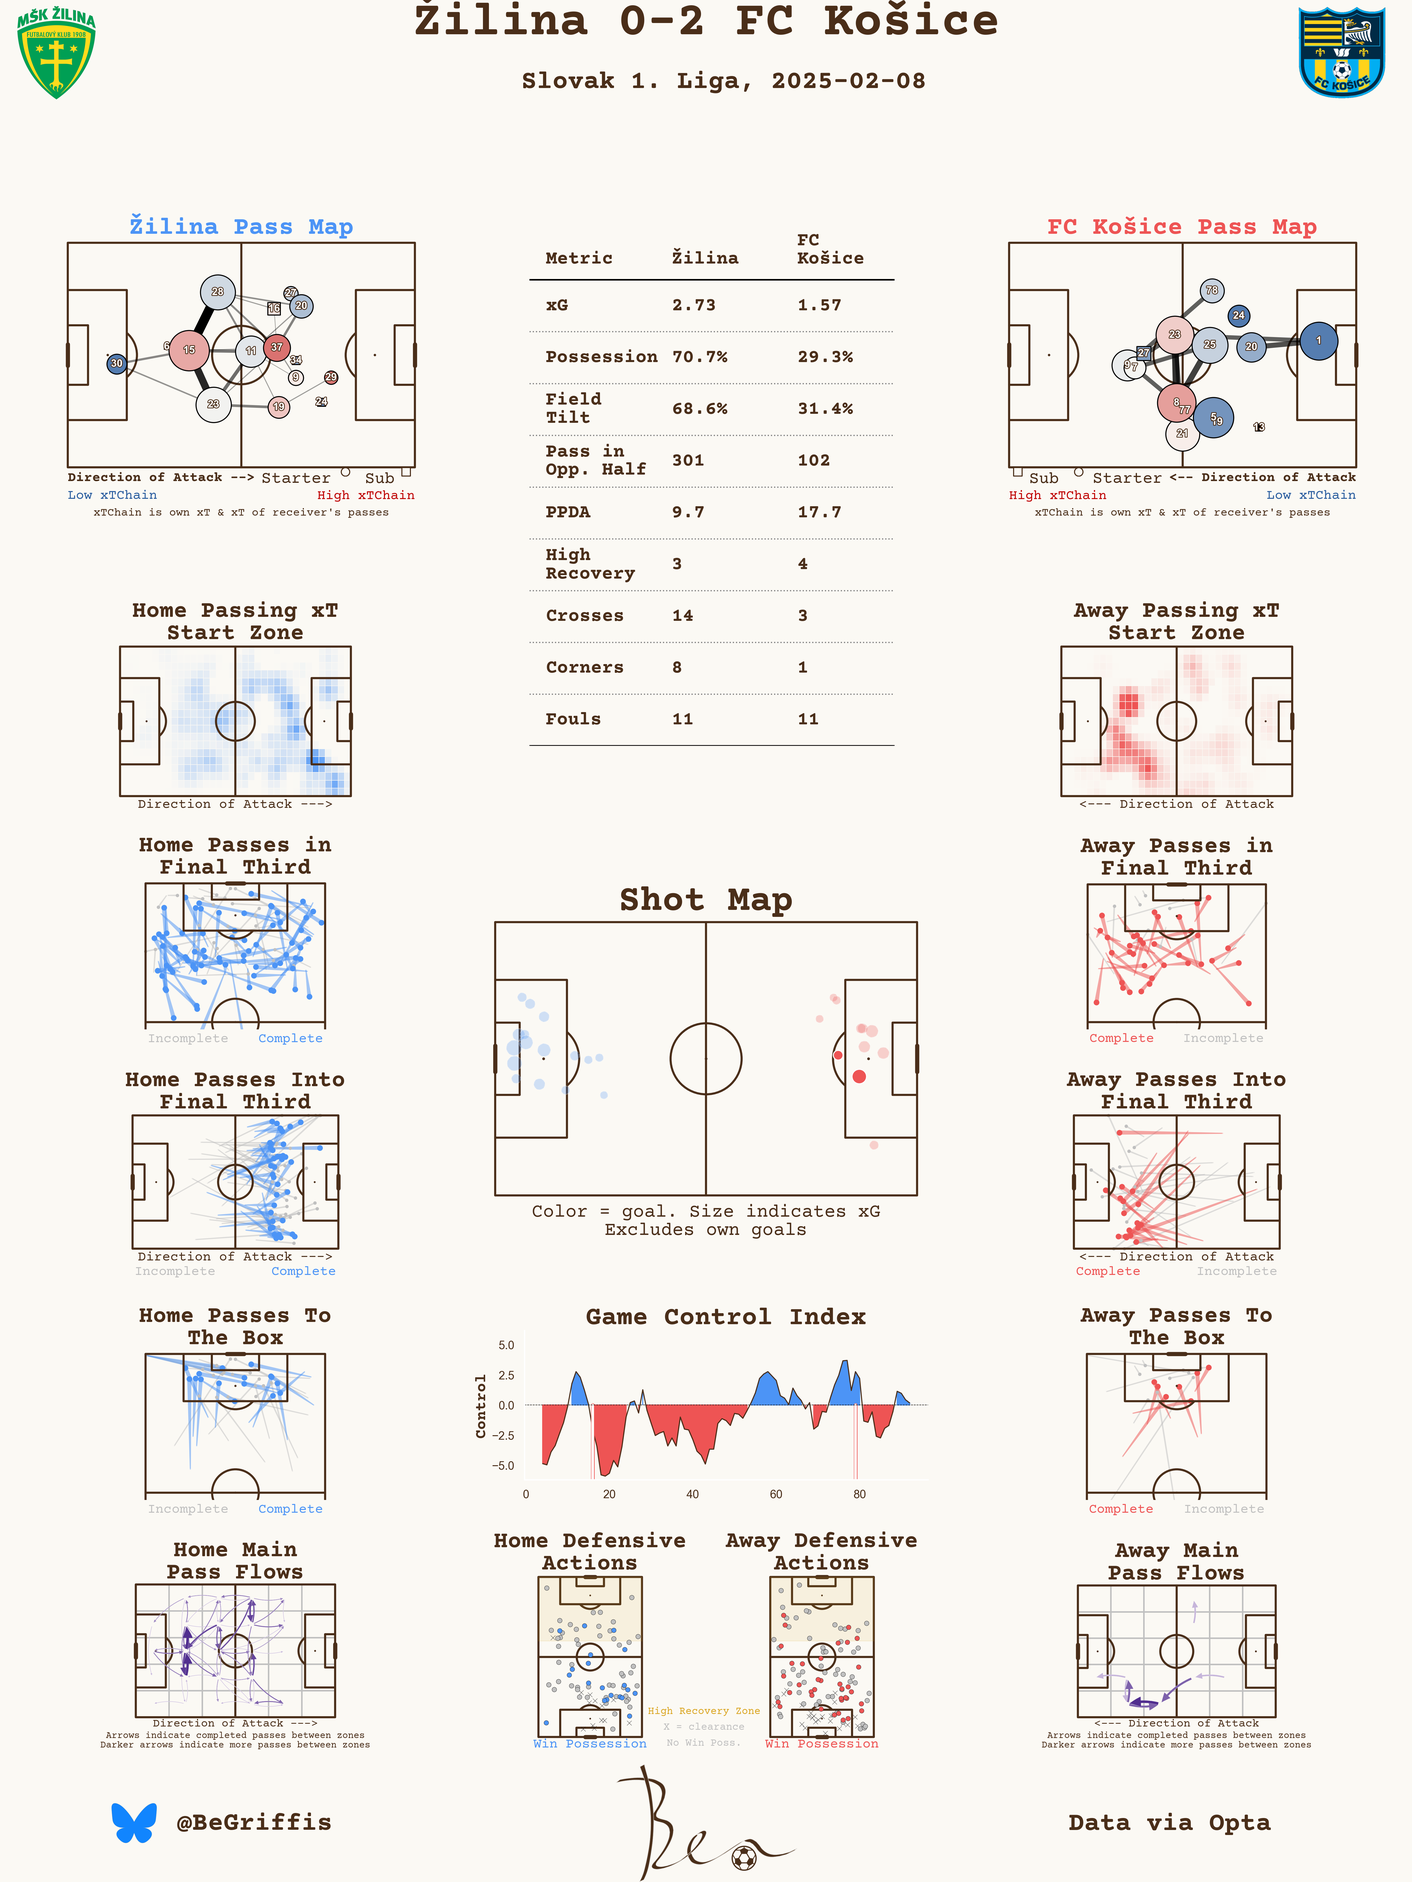 Žilina 0-2 FC Košice
Slovak 1. Liga, 2025-02-08
MŠK ŽILINA
FUTBALOVÝ KLUB 1908
FC KOŠICE
Žilina Pass Map
28
27
20
16
6
15
11
37
34
30
9
29
23
19
24
Direction of Attack --> Starter Sub
Low xTChain High xTChain
xTChain is own xT & xT of receiver's passes
Metric Žilina FC Košice
xG 2.73 1.57
Possession 70.7% 29.3%
Field Tilt 68.6% 31.4%
Pass in Opp. Half 301 102
PPDA 9.7 17.7
High Recovery 3 4
Crosses 14 3
Corners 8 1
Fouls 11 11
FC Košice Pass Map
78
24
23
25
20
1
27
9
7
8
77
5
19
21
13
Sub Starter <-- Direction of Attack
High xTChain Low xTChain
xTChain is own xT & xT of receiver's passes
Home Passing xT
Start Zone
Direction of Attack --->
Away Passing xT
Start Zone
<--- Direction of Attack
Home Passes in
Final Third
Incomplete Complete
Away Passes in
Final Third
Complete Incomplete
Shot Map
Color = goal. Size indicates xG
Excludes own goals
Home Passes Into
Final Third
Direction of Attack --->
Incomplete Complete
Away Passes Into
Final Third
<--- Direction of Attack
Complete Incomplete
Home Passes To
The Box
Incomplete Complete
Game Control Index
Control
5.0
2.5
0.0
−2.5
−5.0
0 20 40 60 80
Away Passes To
The Box
Complete Incomplete
Home Main
Pass Flows
Direction of Attack --->
Arrows indicate completed passes between zones
Darker arrows indicate more passes between zones
Home Defensive
Actions
Win Possession
High Recovery Zone
X = clearance
No Win Poss.
Away Defensive
Actions
Win Possession
Away Main
Pass Flows
<--- Direction of Attack
Arrows indicate completed passes between zones
Darker arrows indicate more passes between zones
@BeGriffis
Ben
Data via Opta